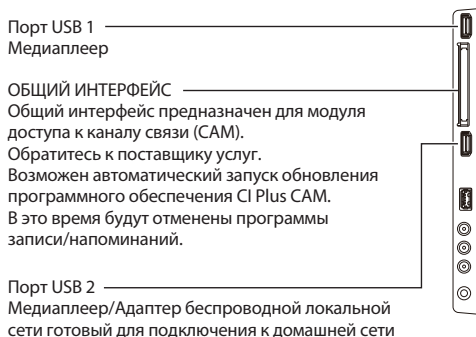 Порт USB 1
Медиаплеер
ОБЩИЙ ИНТЕРФЕЙС
Общий интерфейс предназначен для модуля
доступа к каналу связи (CAM).
Обратитесь к поставщику услуг.
Возможен автоматический запуск обновления
программного обеспечения CI Plus CAM.
В это время будут отменены программы
записи/напоминаний.
Порт USB 2
Медиаплеер/Адаптер беспроводной локальной
сети готовый для подключения к домашней сети